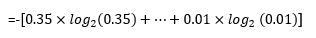 =-[0.35 × log₂(0.35) + ⋯ + 0.01 × log₂ (0.01)]